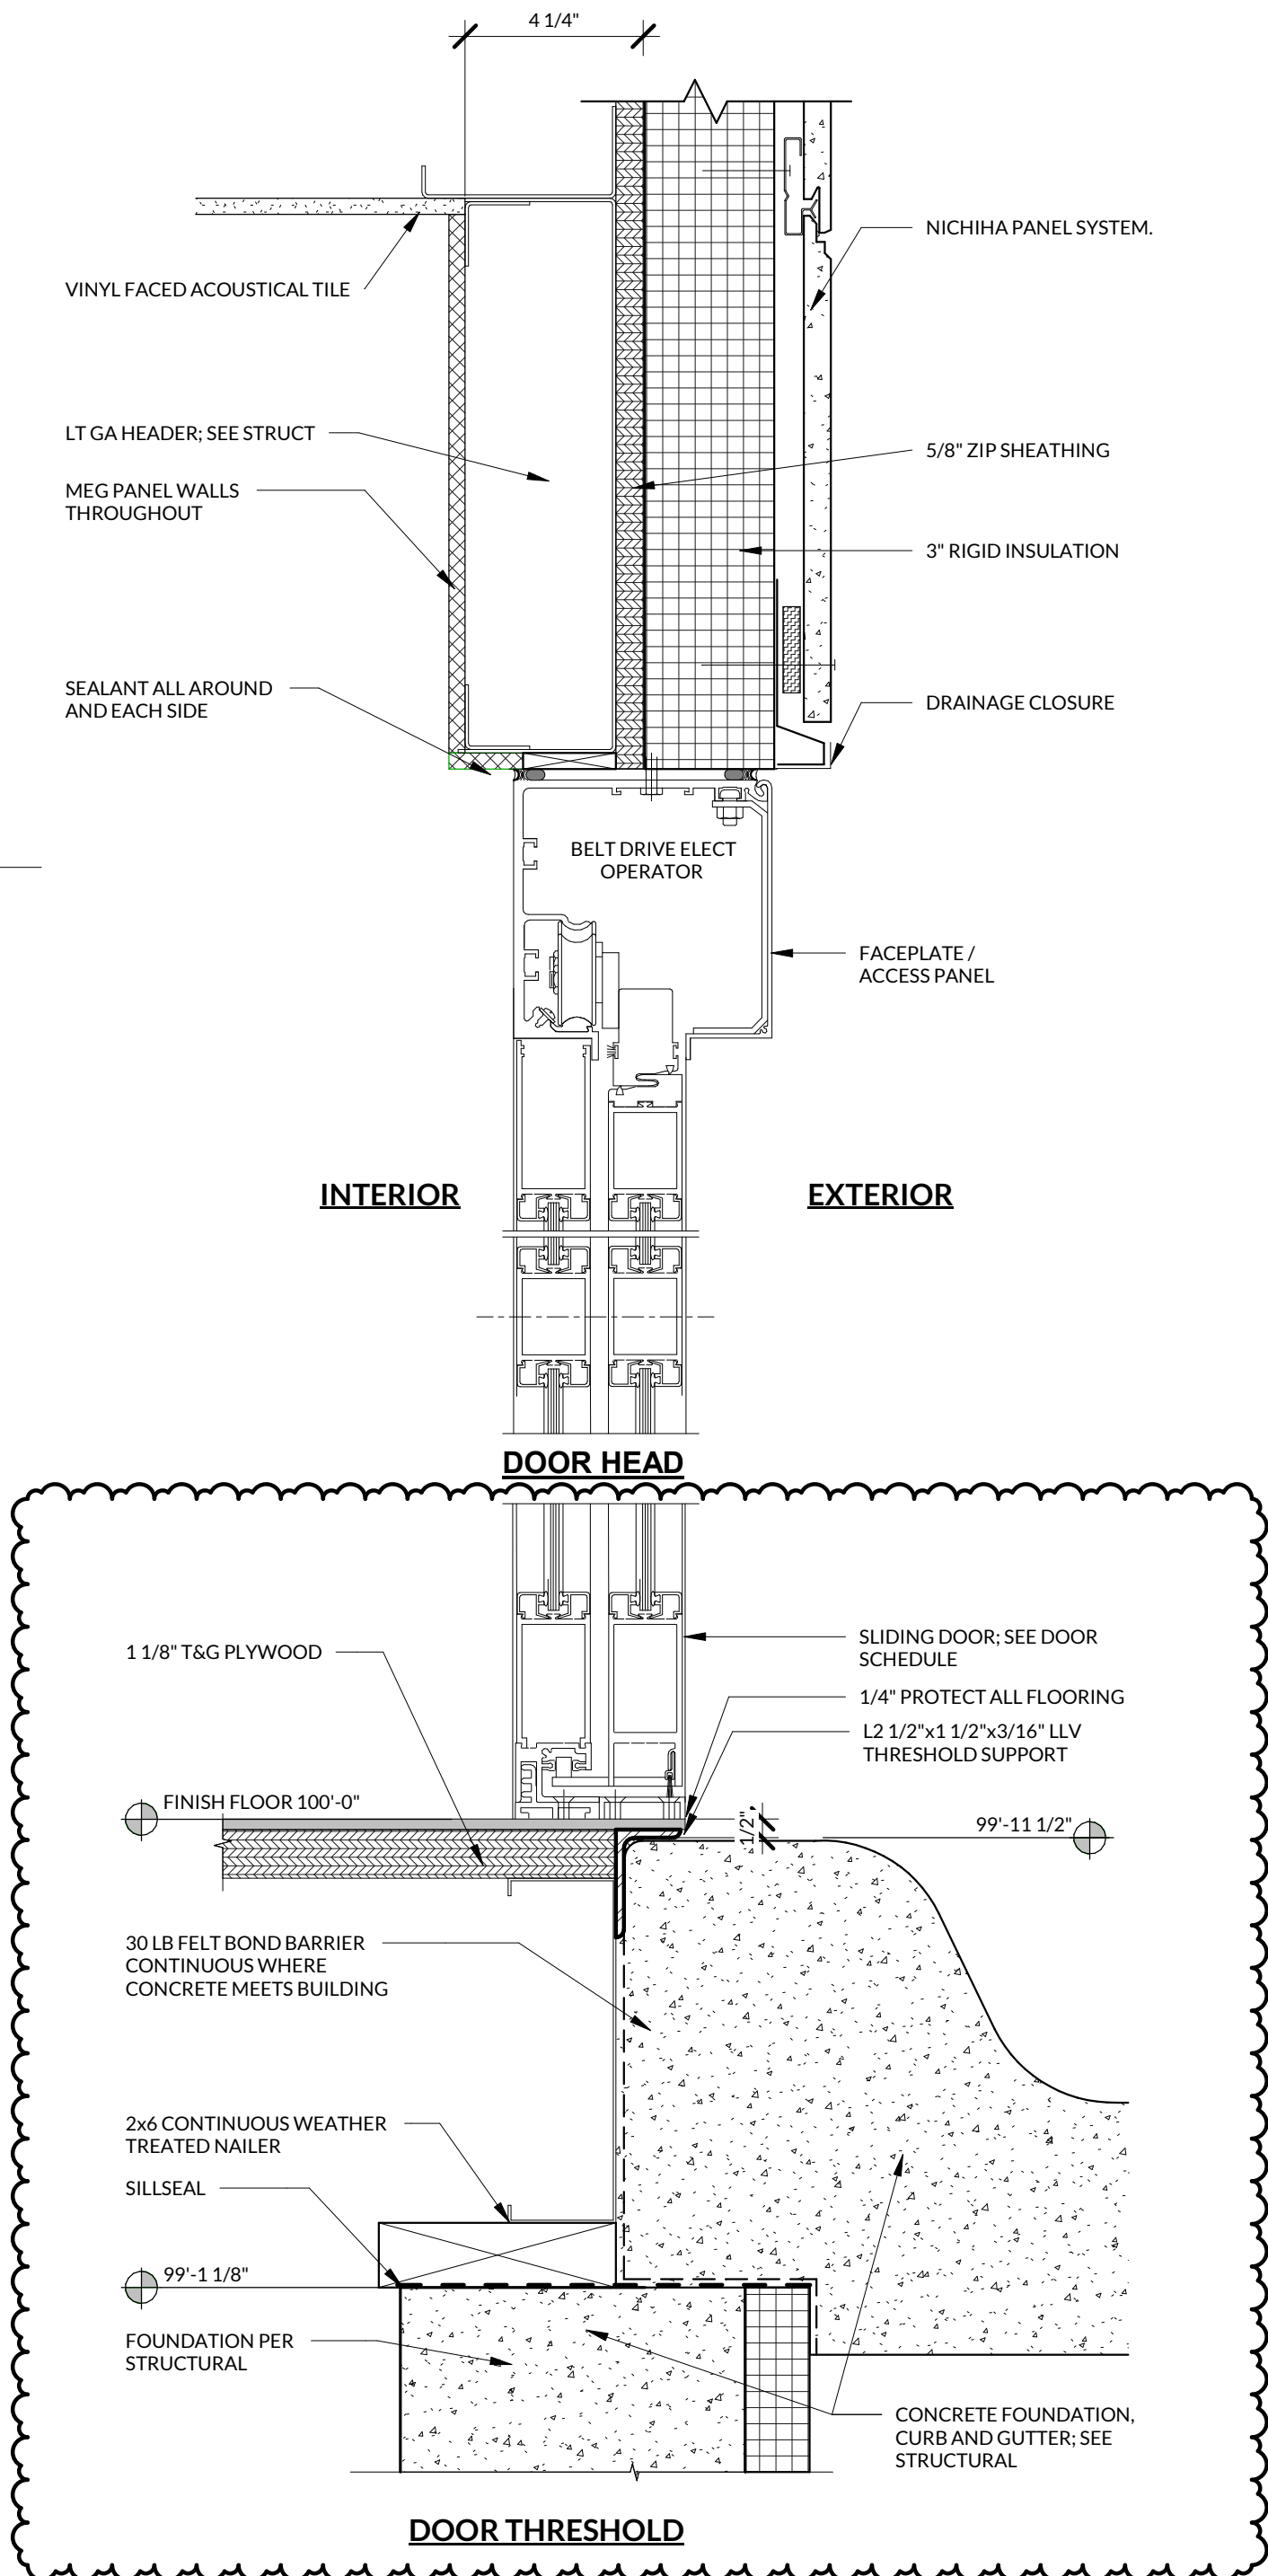 4 1/4"
NICHIHA PANEL SYSTEM.
VINYL FACED ACOUSTICAL TILE
LT GA HEADER; SEE STRUCT
5/8" ZIP SHEATHING
MEG PANEL WALLS
THROUGHOUT
3" RIGID INSULATION
SEALANT ALL AROUND
AND EACH SIDE
DRAINAGE CLOSURE
BELT DRIVE ELECT
OPERATOR
FACEPLATE /
ACCESS PANEL
INTERIOR
EXTERIOR
DOOR HEAD
1 1/8" T&G PLYWOOD
SLIDING DOOR; SEE DOOR
SCHEDULE
1/4" PROTECT ALL FLOORING
L2 1/2"x1 1/2"x3/16" LLV
THRESHOLD SUPPORT
FINISH FLOOR 100'-0"
1/2"
99'-11 1/2"
30 LB FELT BOND BARRIER
CONTINUOUS WHERE
CONCRETE MEETS BUILDING
2x6 CONTINUOUS WEATHER
TREATED NAILER
SILLSEAL
99'-1 1/8"
FOUNDATION PER
STRUCTURAL
CONCRETE FOUNDATION,
CURB AND GUTTER; SEE
STRUCTURAL
DOOR THRESHOLD